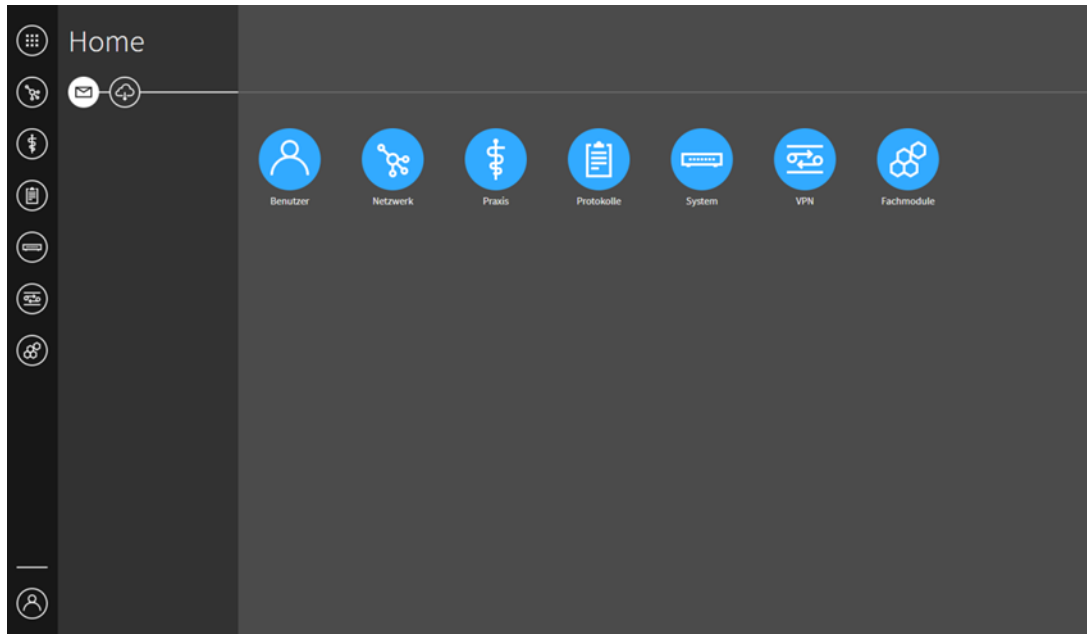 Home
Benutzer
Netzwerk
Praxis
Protokolle
System
VPN
Fachmodule